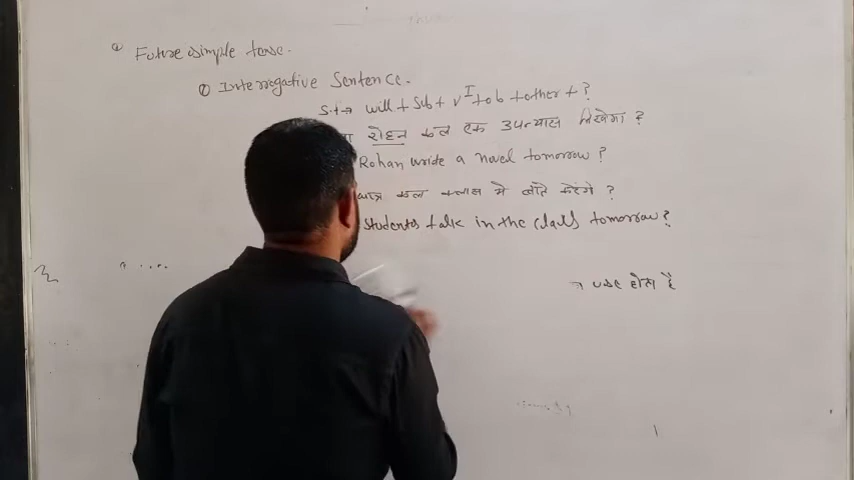 Future simple tense.
① Interrogative Sentence.
St→ will + Sub + v^I + ob + other + ?
रोहन कल एक उपन्यास लिखेगा ?
Rohan write a novel tomorrow ?
कल क्लास में बातें करेंगे ?
students talk in the class tomorrow ?
→ use होता है